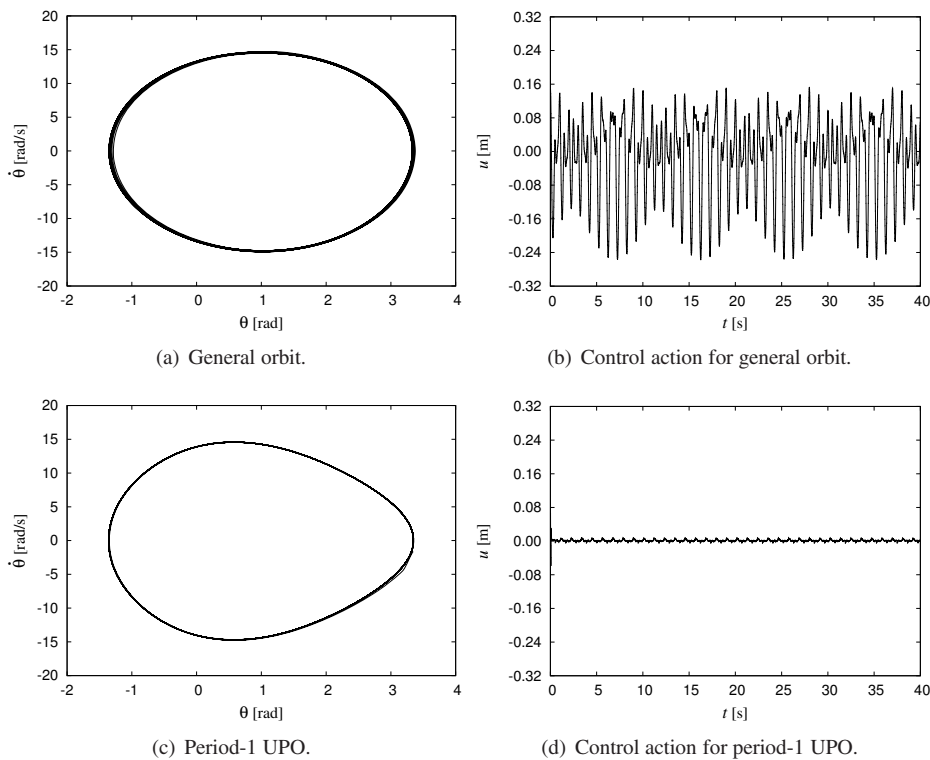 20
15
10
5
0
-5
-10
-15
-20
θ̇ [rad/s]
-2 -1 0 1 2 3 4
θ [rad]
(a) General orbit.
0.32
0.24
0.16
0.08
0.00
-0.08
-0.16
-0.24
-0.32
u [m]
0 5 10 15 20 25 30 35 40
t [s]
(b) Control action for general orbit.
20
15
10
5
0
-5
-10
-15
-20
θ̇ [rad/s]
-2 -1 0 1 2 3 4
θ [rad]
(c) Period-1 UPO.
0.32
0.24
0.16
0.08
0.00
-0.08
-0.16
-0.24
-0.32
u [m]
0 5 10 15 20 25 30 35 40
t [s]
(d) Control action for period-1 UPO.